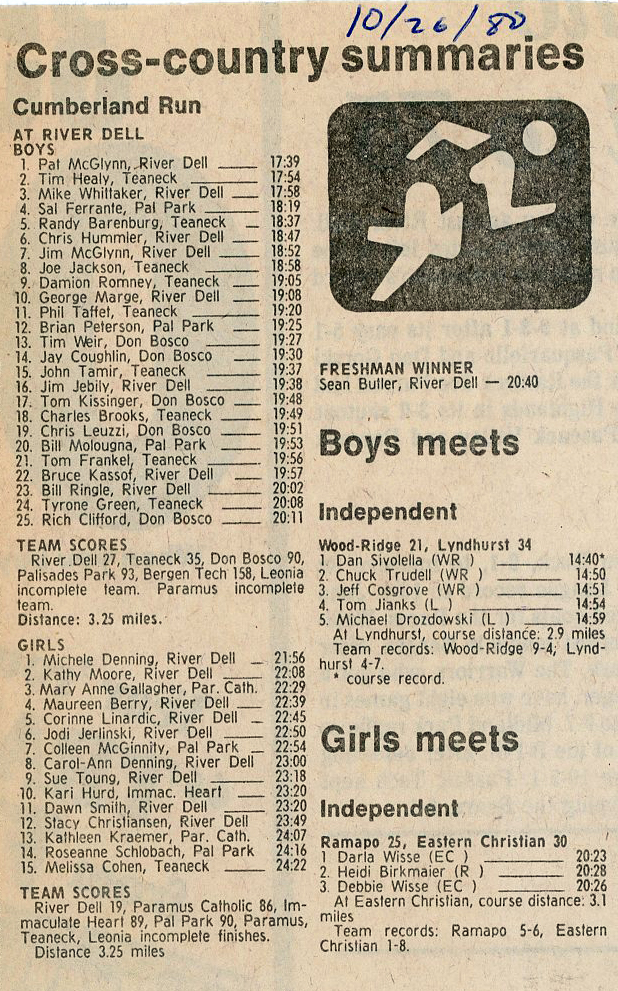 10/26/80
Cross-country summaries
Cumberland Run
AT RIVER DELL
BOYS
1. Pat McGlynn, River Dell 17:39
2. Tim Healy, Teaneck 17:54
3. Mike Whittaker, River Dell 17:58
4. Sal Ferrante, Pal Park 18:19
5. Randy Barenburg, Teaneck 18:37
6. Chris Hummler, River Dell 18:47
7. Jim McGlynn, River Dell 18:52
8. Joe Jackson, Teaneck 18:58
9. Damion Romney, Teaneck 19:05
10. George Marge, River Dell 19:08
11. Phil Taffet, Teaneck 19:20
12. Brian Peterson, Pal Park 19:25
13. Tim Weir, Don Bosco 19:27
14. Jay Coughlin, Don Bosco 19:30
15. John Tamir, Teaneck 19:37
16. Jim Jebily, River Dell 19:38
17. Tom Kissinger, Don Bosco 19:48
18. Charles Brooks, Teaneck 19:49
19. Chris Leuzzi, Don Bosco 19:51
20. Bill Molougna, Pal Park 19:53
21. Tom Frankel, Teaneck 19:56
22. Bruce Kassof, River Dell 19:57
23. Bill Ringle, River Dell 20:02
24. Tyrone Green, Teaneck 20:08
25. Rich Clifford, Don Bosco 20:11
TEAM SCORES
River Dell 27, Teaneck 35, Don Bosco 90,
Palisades Park 93, Bergen Tech 158, Leonia
incomplete team. Paramus incomplete
team.
Distance: 3.25 miles.
GIRLS
1. Michele Denning, River Dell 21:56
2. Kathy Moore, River Dell 22:08
3. Mary Anne Gallagher, Par. Cath. 22:29
4. Maureen Berry, River Dell 22:39
5. Corinne Linardic, River Dell 22:45
6. Jodi Jerlinski, River Dell 22:50
7. Colleen McGinnity, Pal Park 22:54
8. Carol-Ann Denning, River Dell 23:00
9. Sue Toung, River Dell 23:18
10. Kari Hurd, Immac. Heart 23:20
11. Dawn Smith, River Dell 23:20
12. Stacy Christiansen, River Dell 23:49
13. Kathleen Kraemer, Par. Cath. 24:07
14. Roseanne Schlobach, Pal Park 24:16
15. Melissa Cohen, Teaneck 24:22
TEAM SCORES
River Dell 19, Paramus Catholic 86, Im-
maculate Heart 89, Pal Park 90, Paramus,
Teaneck, Leonia incomplete finishes.
Distance 3.25 miles
FRESHMAN WINNER
Sean Butler, River Dell — 20:40
Boys meets
Independent
Wood-Ridge 21, Lyndhurst 34
1. Dan Sivolella (WR ) 14:40*
2. Chuck Trudell (WR ) 14:50
3. Jeff Cosgrove (WR ) 14:51
4. Tom Jianks (L ) 14:54
5. Michael Drozdowski (L ) 14:59
At Lyndhurst, course distance: 2.9 miles
Team records: Wood-Ridge 9-4; Lynd-
hurst 4-7.
* course record.
Girls meets
Independent
Ramapo 25, Eastern Christian 30
1 Darla Wisse (EC ) 20:23
2. Heidi Birkmaier (R ) 20:28
3. Debbie Wisse (EC ) 20:26
At Eastern Christian, course distance: 3.1
miles
Team records: Ramapo 5-6, Eastern
Christian 1-8.